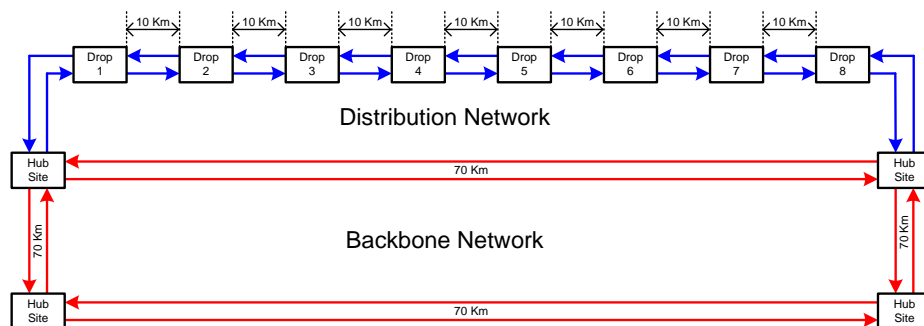 10 Km 10 Km 10 Km 10 Km 10 Km 10 Km 10 Km
Drop 1
Drop 2
Drop 3
Drop 4
Drop 5
Drop 6
Drop 7
Drop 8
Distribution Network
Hub Site
70 Km
Hub Site
70 Km
Backbone Network
70 Km
Hub Site
70 Km
Hub Site